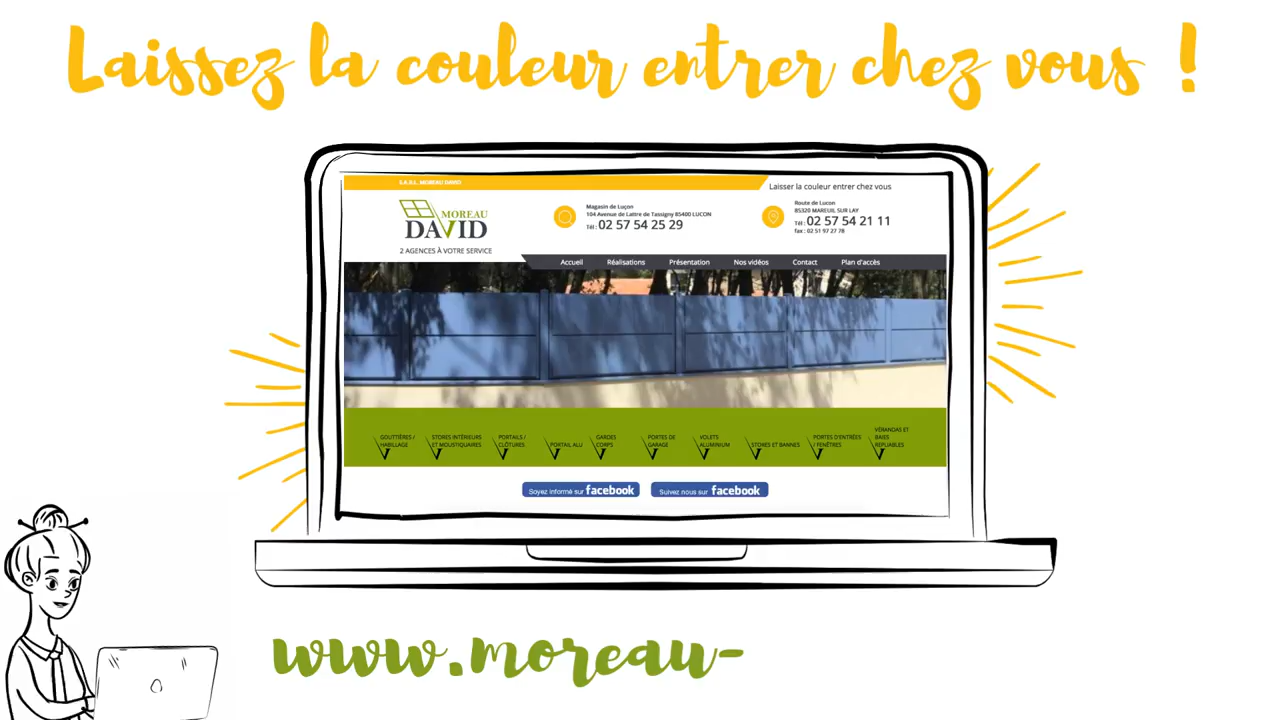 Laissez la couleur entrer chez vous !
S.A.R.L. MOREAU DAVID
Laisser la couleur entrer chez vous
MOREAU
DAVID
2 AGENCES À VOTRE SERVICE
Magasin de Luçon
104 Avenue de Lattre de Tassigny 85400 LUCON
Tél : 02 57 54 25 29
Route de Lucon
85320 MAREUIL SUR LAY
Tél : 02 57 54 21 11
fax : 02 51 97 27 78
Accueil Réalisations Présentation Nos vidéos Contact Plan d'accès
GOUTTIÈRES /
HABILLAGE
STORES INTÉRIEURS
ET MOUSTIQUAIRES
PORTAILS /
CLÔTURES
PORTAIL ALU
GARDES
CORPS
PORTES DE
GARAGE
VOLETS
ALUMINIUM
STORES ET BANNES
PORTES D'ENTRÉES
/ FENÊTRES
VÉRANDAS ET
BAIES
REPLIABLES
Soyez informé sur facebook
Suivez nous sur facebook
www.moreau-